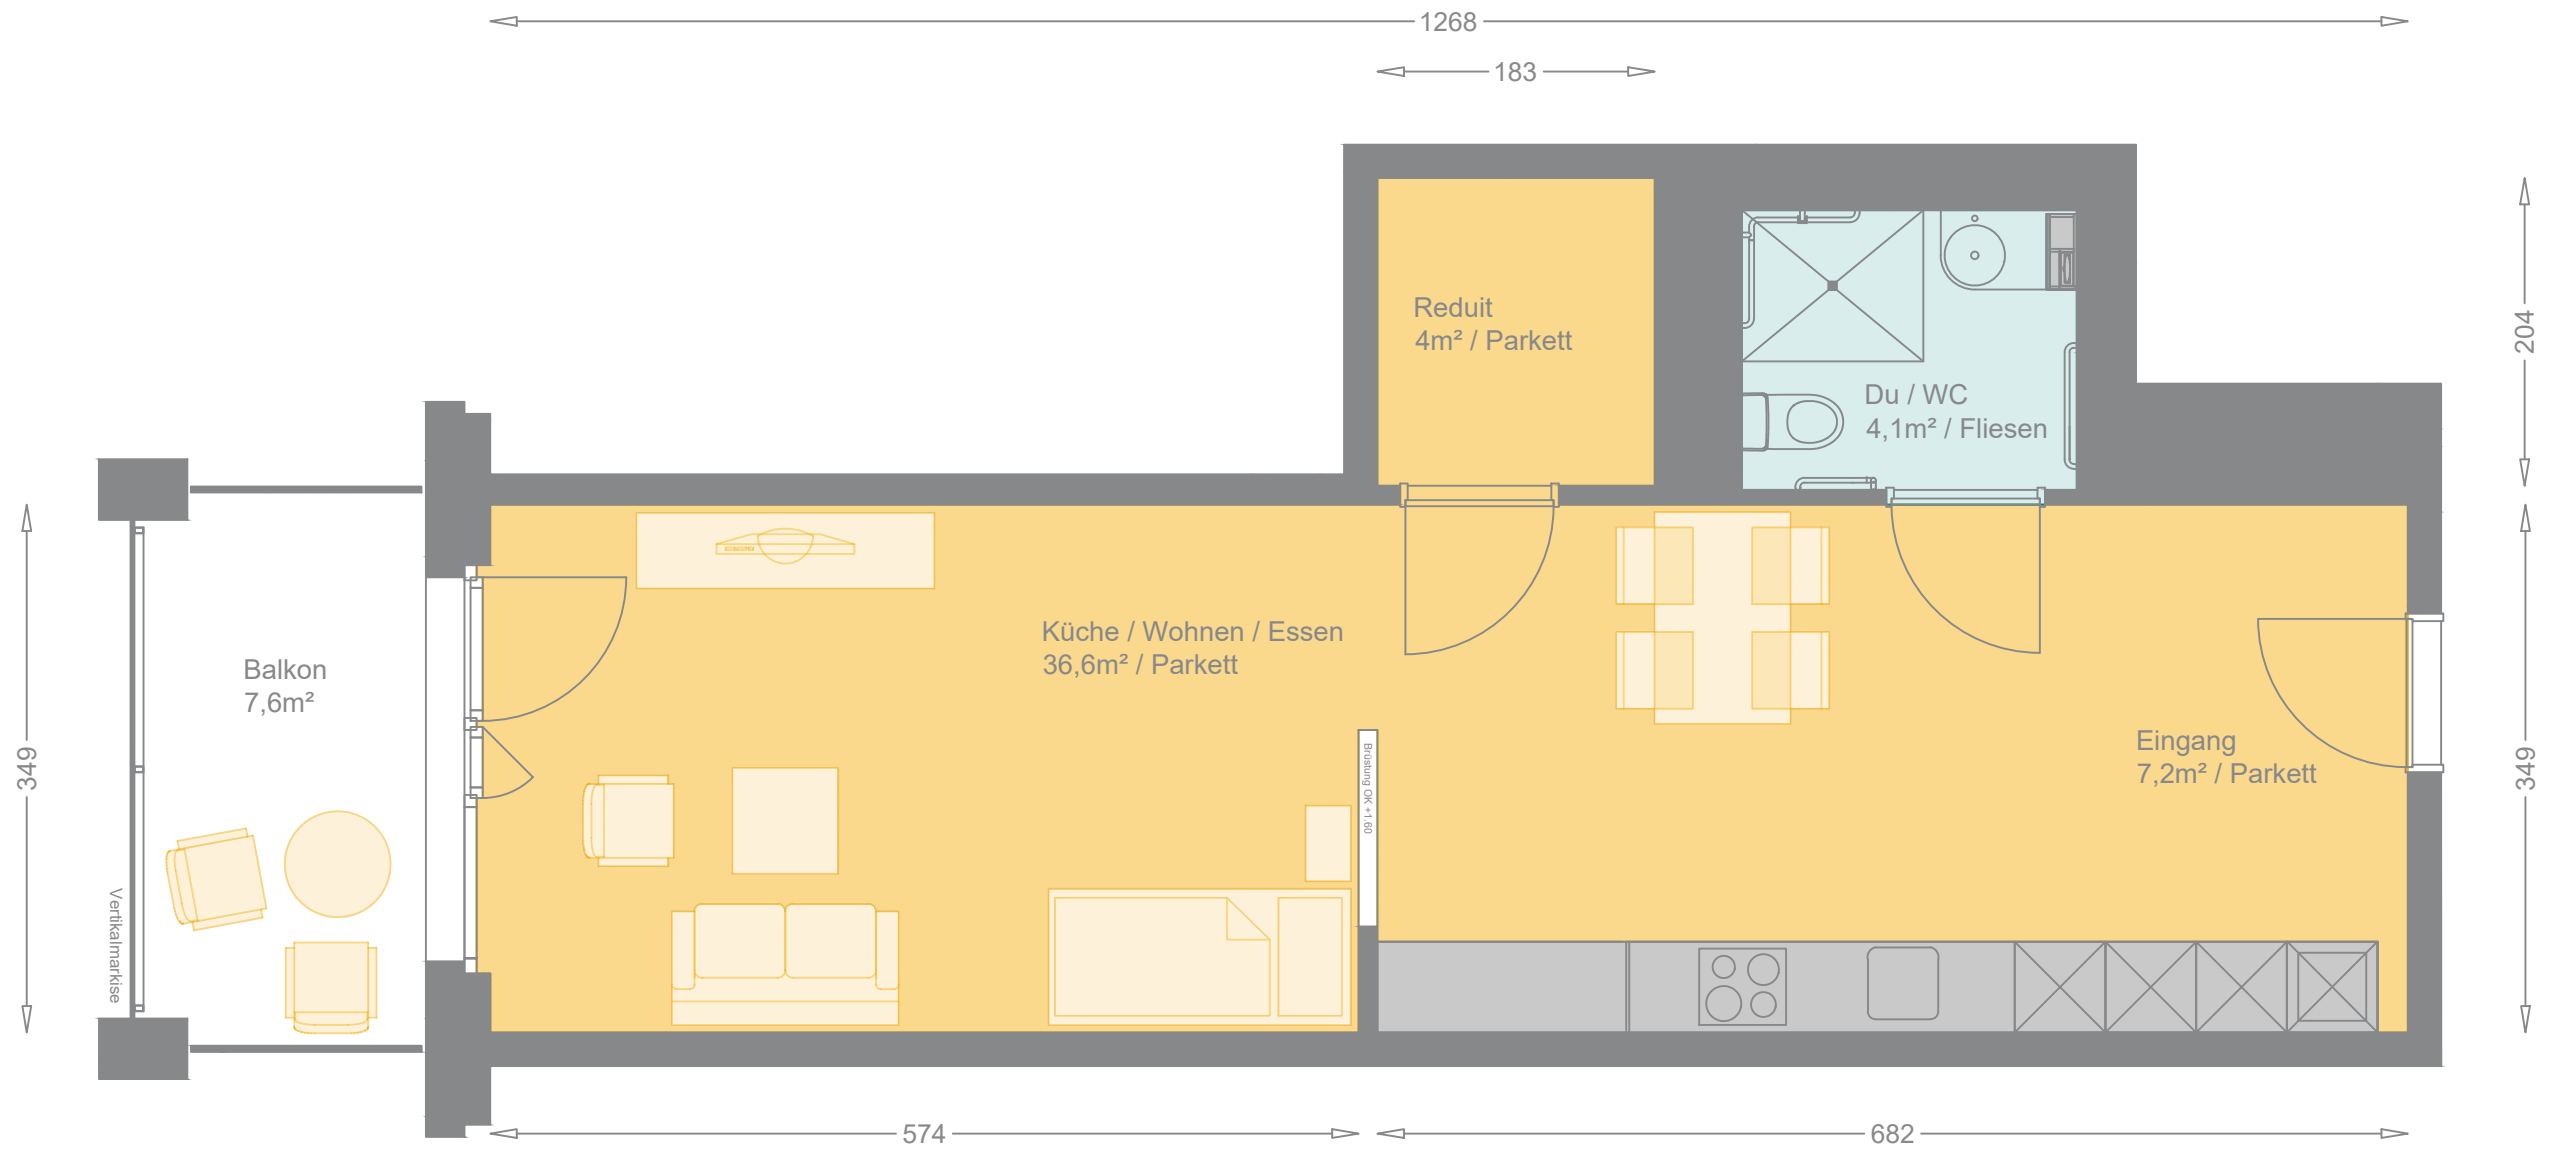 1268
183
204
Reduit
4m² / Parkett
Du / WC
4,1m² / Fliesen
Küche / Wohnen / Essen
36,6m² / Parkett
Balkon
7,6m²
Eingang
7,2m² / Parkett
349
349
Brüstung OK +1.60
Vertikalmarkise
574
682